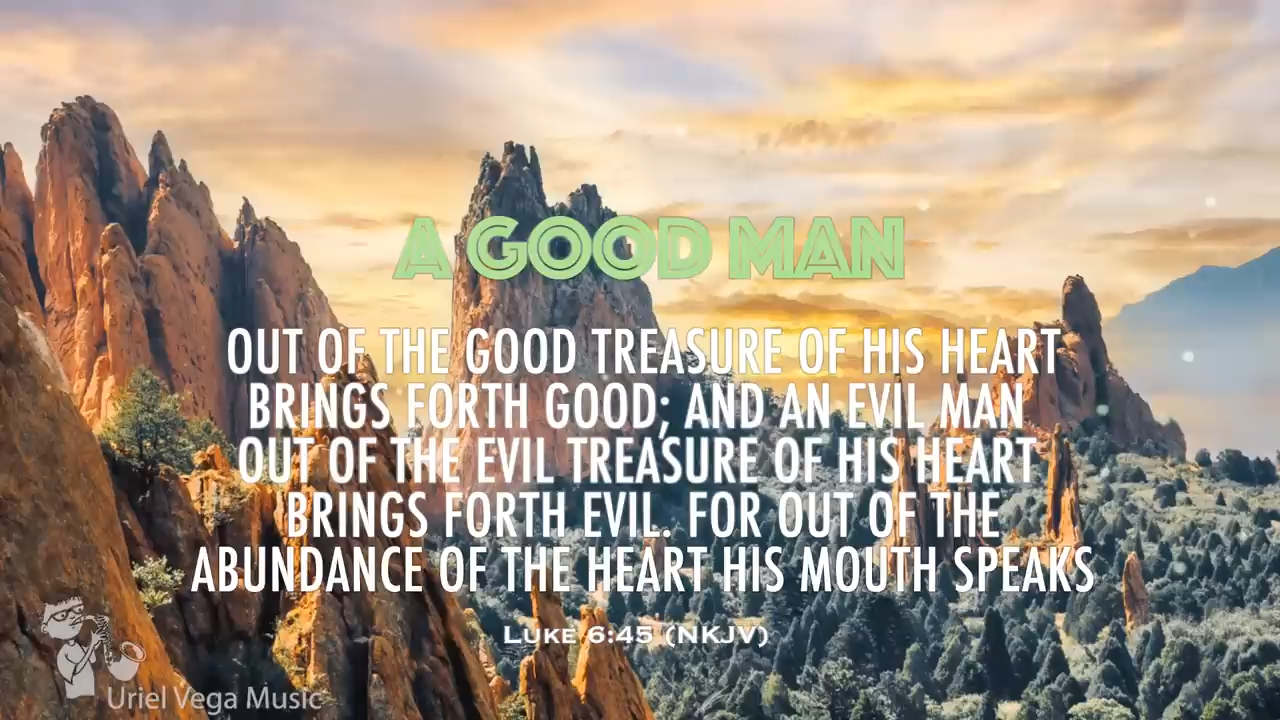 A GOOD MAN
OUT OF THE GOOD TREASURE OF HIS HEART
BRINGS FORTH GOOD; AND AN EVIL MAN
OUT OF THE EVIL TREASURE OF HIS HEART
BRINGS FORTH EVIL. FOR OUT OF THE
ABUNDANCE OF THE HEART HIS MOUTH SPEAKS
Luke 6:45 (NKJV)
Uriel Vega Music